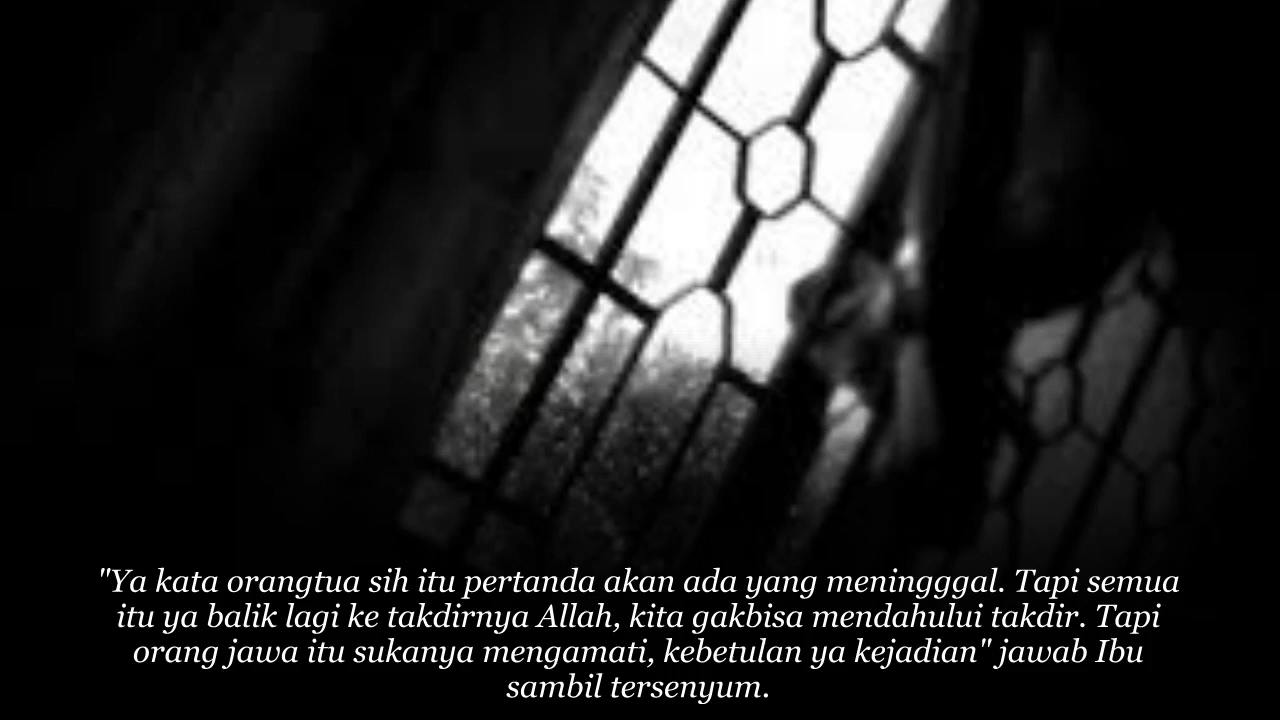 "Ya kata orangtua sih itu pertanda akan ada yang meningggal. Tapi semua
itu ya balik lagi ke takdirnya Allah, kita gakbisa mendahului takdir. Tapi
orang jawa itu sukanya mengamati, kebetulan ya kejadian" jawab Ibu
sambil tersenyum.